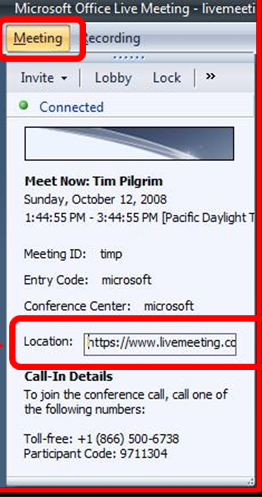 Microsoft Office Live Meeting - livemeeti
Meeting Recording
Invite Lobby Lock »
Connected
Meet Now: Tim Pilgrim
Sunday, October 12, 2008
1:44:55 PM - 3:44:55 PM [Pacific Daylight T
Meeting ID: timp
Entry Code: microsoft
Conference Center: microsoft
Location: https://www.livemeeting.co
Call-In Details
To join the conference call, call one of
the following numbers:
Toll-free: +1 (866) 500-6738
Participant Code: 9711304